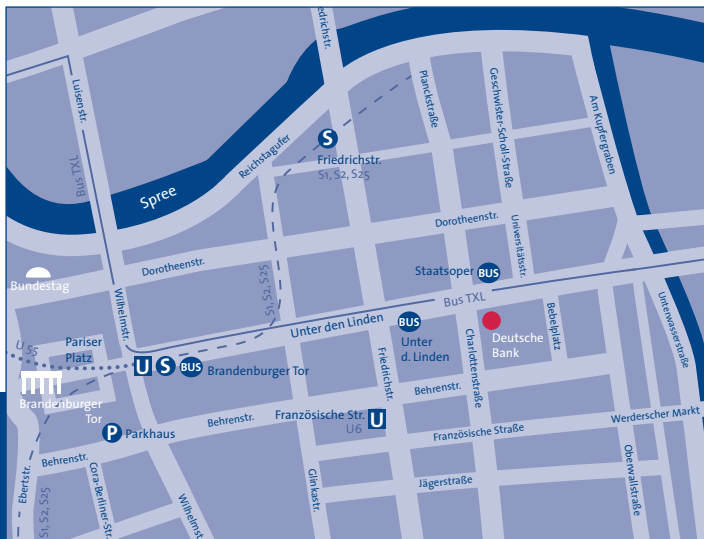 edrichstr.
Luisenstr.
Planckstraße
Geschwister-Scholl-Straße
Am Kupfergraben
S
Reichstagufer
Friedrichstr.
S1, S2, S25
Bus TXL
Spree
Dorotheenstr.
Universitätsstr.
Dorotheenstr.
Staatsoper BUS
Bundestag
S1, S2, S25
Bus TXL
Wilhelmstr.
Unter den Linden
BUS
Unter
d. Linden
Deutsche
Bank
Bebelplatz
Unterwasserstraße
Pariser
Platz
U 55
U S BUS Brandenburger Tor
Charlottenstraße
Friedrichstr.
Behrenstr.
Brandenburger
Tor
Behrenstr.
Französische Str.
U6
U
Werderscher Markt
P Parkhaus
Französische Straße
Behrenstr.
Ebertstr.
Cora-Berliner-Str.
Glinkastr.
Jägerstraße
Oberwallstraße
S1, S2, S25
Wilhelmst